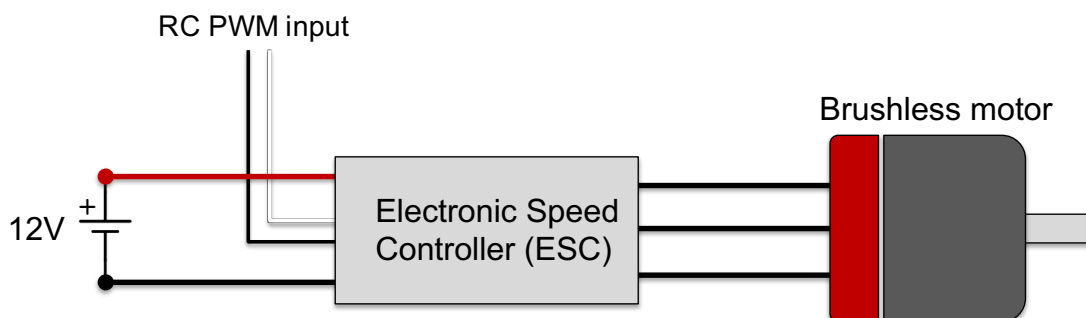 RC PWM input
Brushless motor
+
12V
Electronic Speed
Controller (ESC)